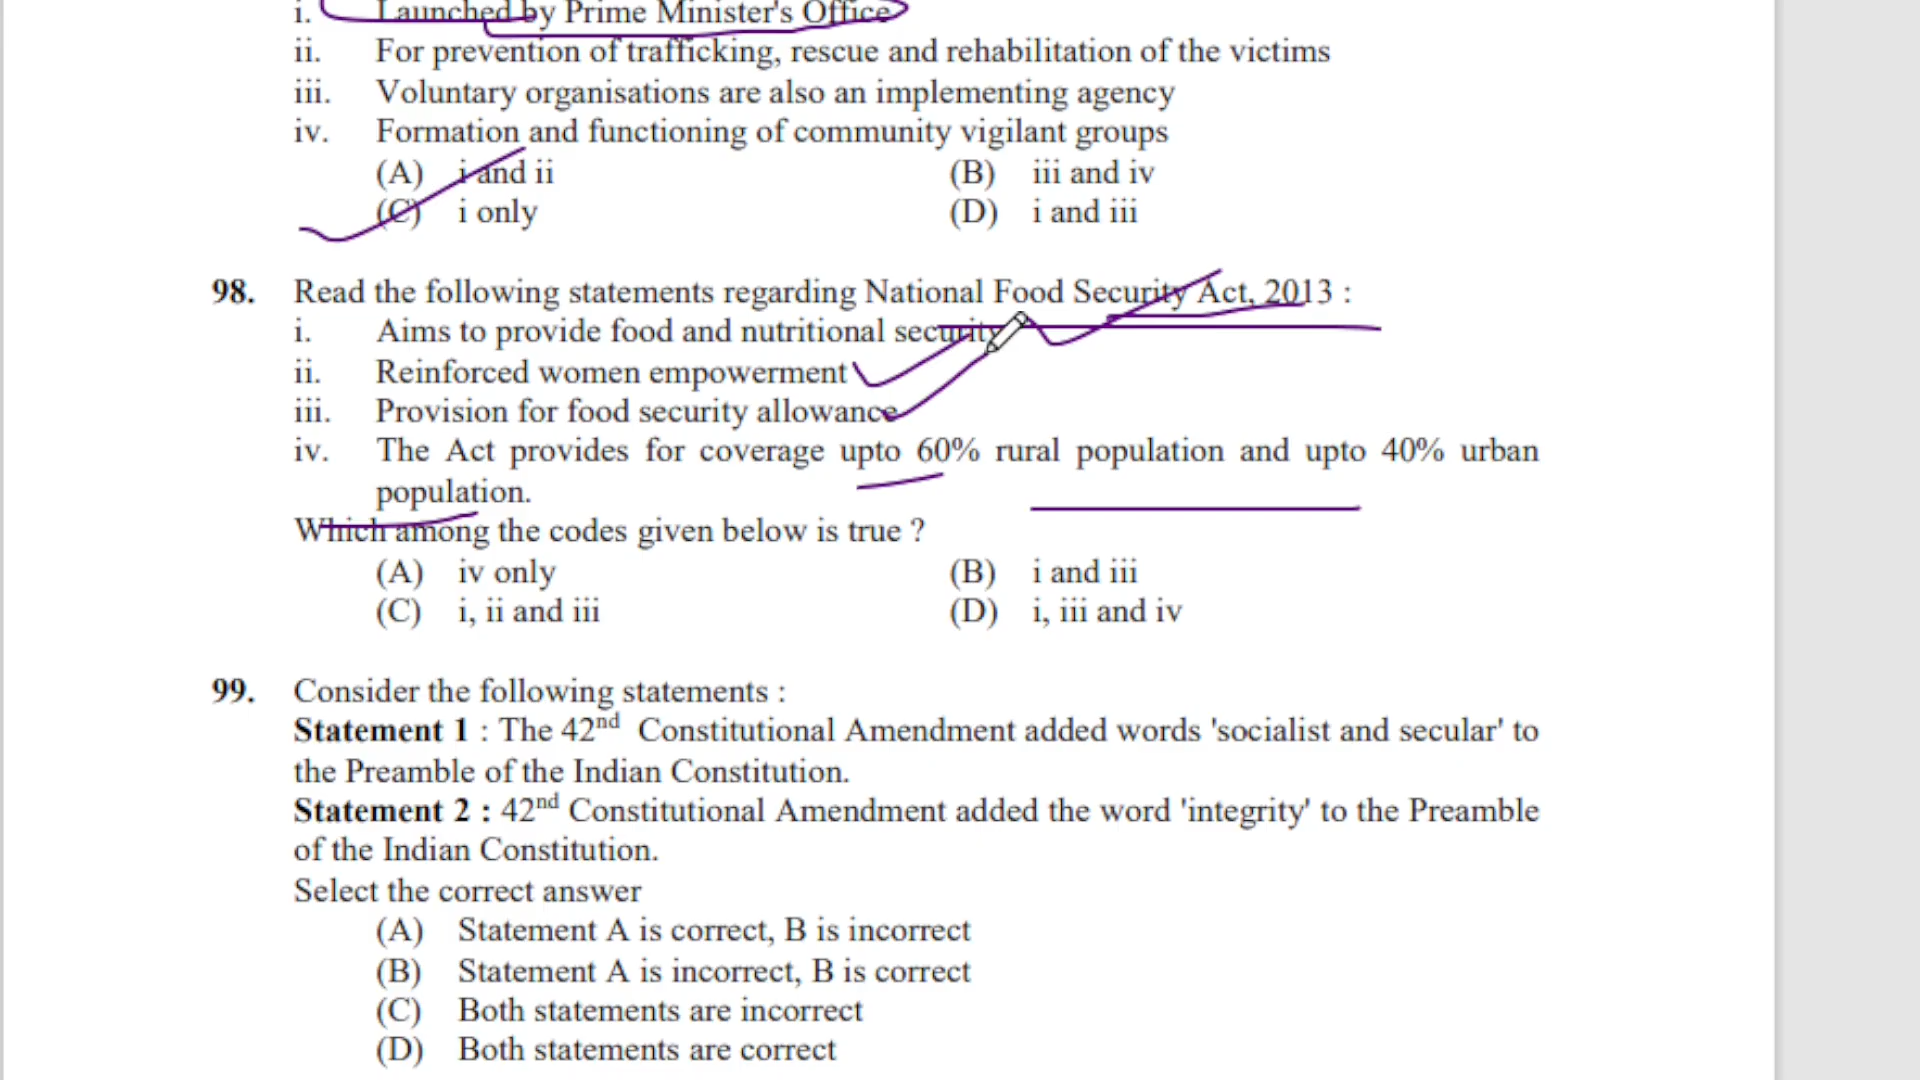 i. Launched by Prime Minister's Office
ii. For prevention of trafficking, rescue and rehabilitation of the victims
iii. Voluntary organisations are also an implementing agency
iv. Formation and functioning of community vigilant groups
(A) i and ii (B) iii and iv
(C) i only (D) i and iii
98. Read the following statements regarding National Food Security Act, 2013 :
i. Aims to provide food and nutritional security
ii. Reinforced women empowerment
iii. Provision for food security allowance
iv. The Act provides for coverage upto 60% rural population and upto 40% urban
population.
Which among the codes given below is true ?
(A) iv only (B) i and iii
(C) i, ii and iii (D) i, iii and iv
99. Consider the following statements :
Statement 1 : The 42nd Constitutional Amendment added words 'socialist and secular' to
the Preamble of the Indian Constitution.
Statement 2 : 42nd Constitutional Amendment added the word 'integrity' to the Preamble
of the Indian Constitution.
Select the correct answer
(A) Statement A is correct, B is incorrect
(B) Statement A is incorrect, B is correct
(C) Both statements are incorrect
(D) Both statements are correct